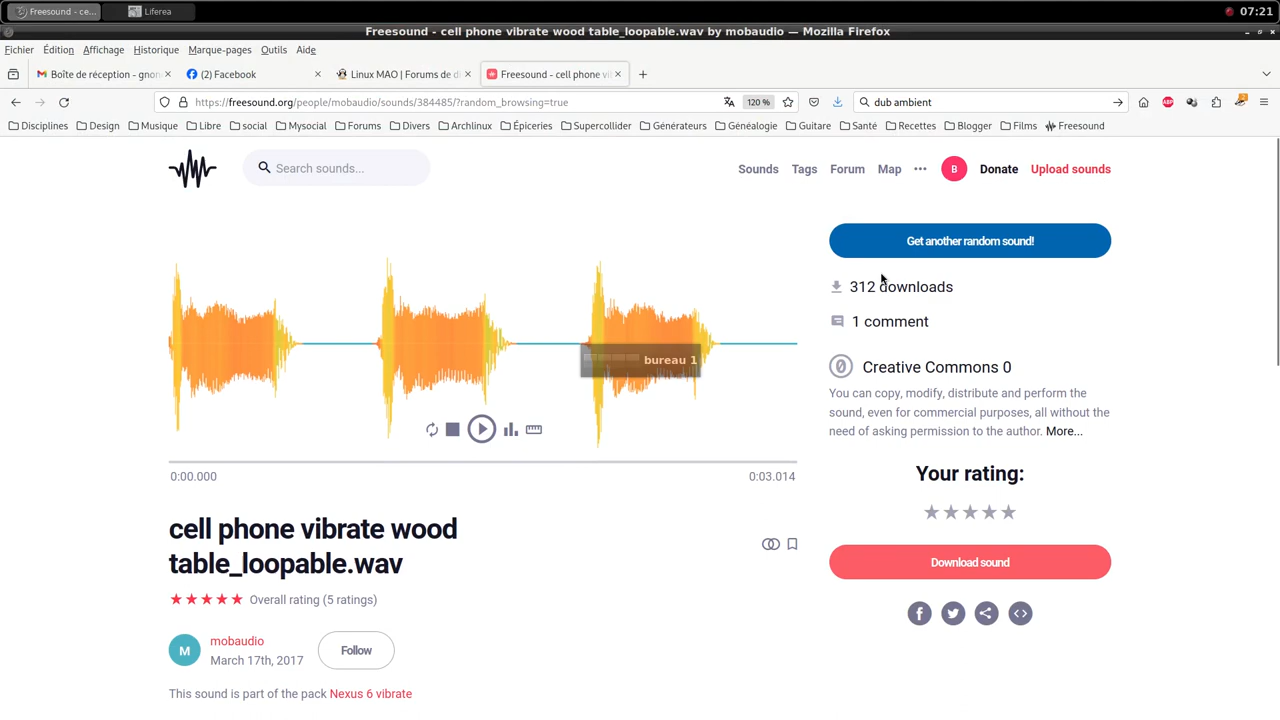 Freesound - ce...
Liferea
07:21
Freesound - cell phone vibrate wood table_loopable.wav by mobaudio — Mozilla Firefox
Fichier Édition Affichage Historique Marque-pages Outils Aide
Boîte de réception - gnom
(2) Facebook
Linux MAO | Forums de d
Freesound - cell phone vi
https://freesound.org/people/mobaudio/sounds/384485/?random_browsing=true
120 %
dub ambient
Disciplines Design Musique Libre social Mysocial Forums Divers Archlinux Épiceries Supercollider Générateurs Généalogie Guitare Santé Recettes Blogger Films Freesound
Search sounds...
Sounds Tags Forum Map ··· B Donate Upload sounds
Get another random sound!
312 downloads
1 comment
bureau 1
Creative Commons 0
You can copy, modify, distribute and perform the
sound, even for commercial purposes, all without the
need of asking permission to the author. More...
0:00.000
0:03.014
Your rating:
cell phone vibrate wood
table_loopable.wav
Download sound
Overall rating (5 ratings)
M
mobaudio
March 17th, 2017
Follow
This sound is part of the pack Nexus 6 vibrate